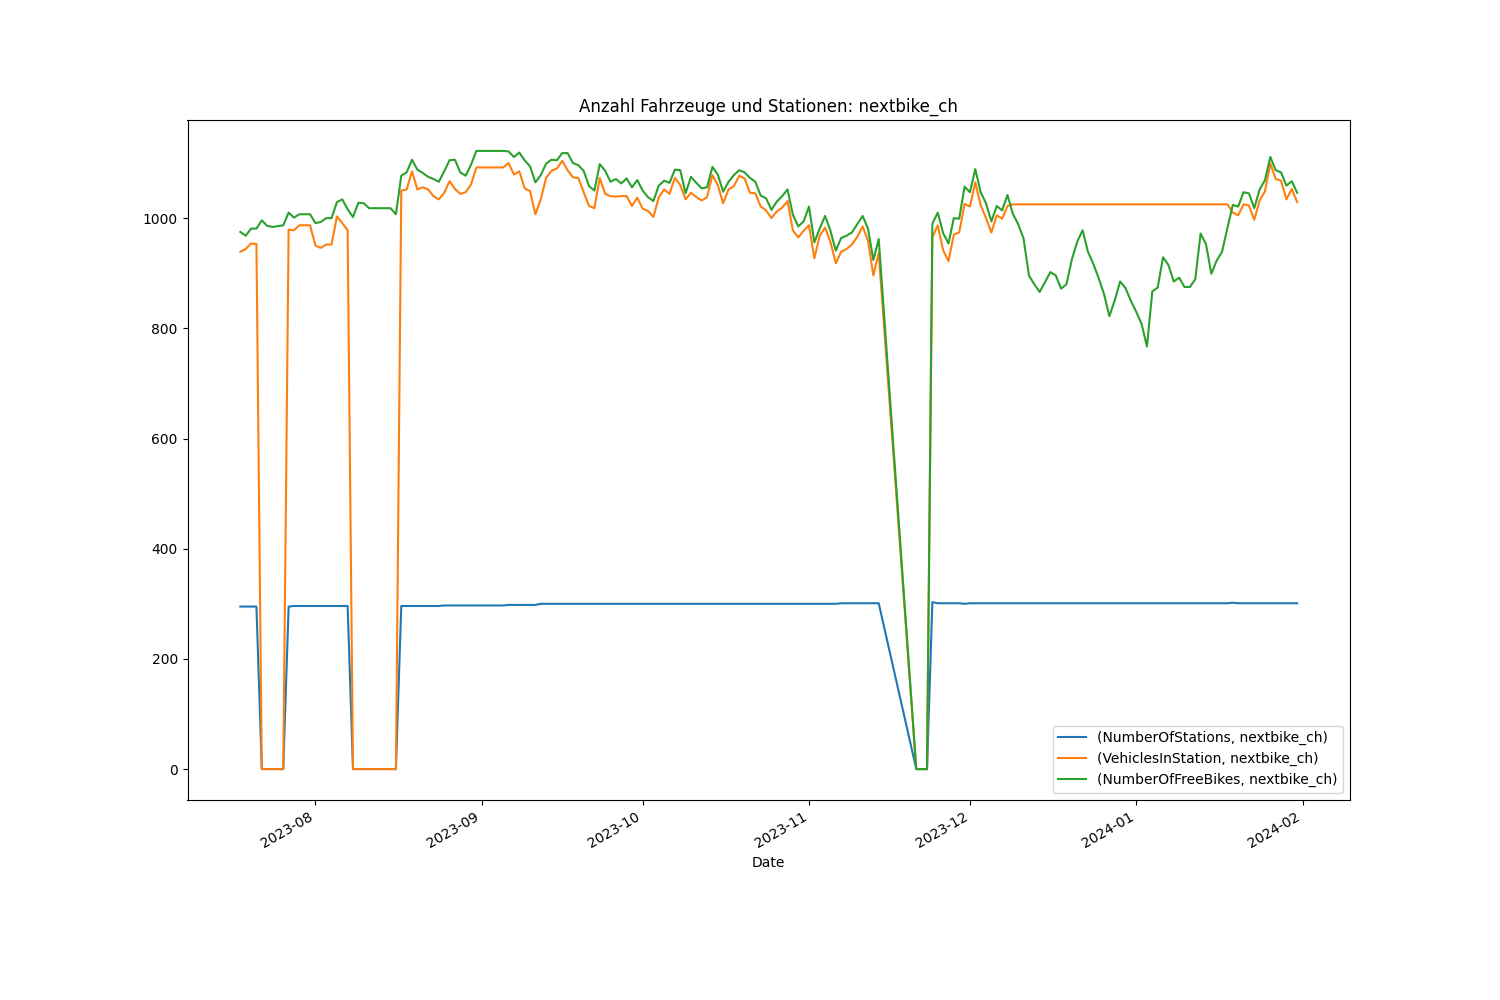 Anzahl Fahrzeuge und Stationen: nextbike_ch
1000
800
600
400
200
0
(NumberOfStations, nextbike_ch)
(VehiclesInStation, nextbike_ch)
(NumberOfFreeBikes, nextbike_ch)
2023-08
2023-09
2023-10
2023-11
2023-12
2024-01
2024-02
Date